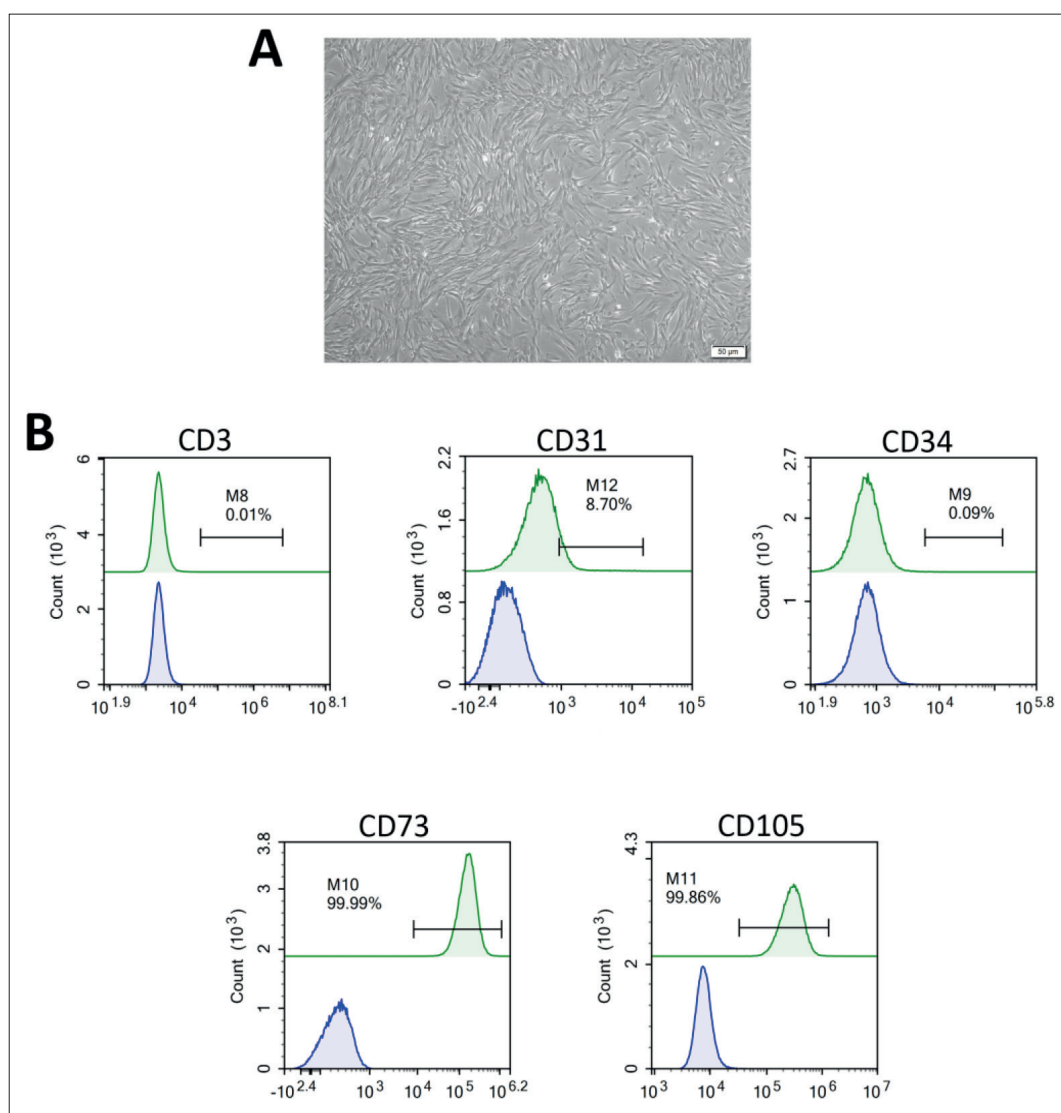 A
50 µm
B
CD3
6
4
2
0
Count (10³)
M8
0.01%
10^1.9 10^4 10^6 10^8.1
CD31
2.2
1.6
0.8
0
Count (10³)
M12
8.70%
-10^2.4 10^3 10^4 10^5
CD34
2.7
2
1
0
Count (10³)
M9
0.09%
10^1.9 10^3 10^4 10^5.8
CD73
3.8
3
2
1
0
Count (10³)
M10
99.99%
-10^2.4 10^3 10^4 10^5 10^6.2
CD105
4.3
2
0
Count (10³)
M11
99.86%
10^3 10^4 10^5 10^6 10^7